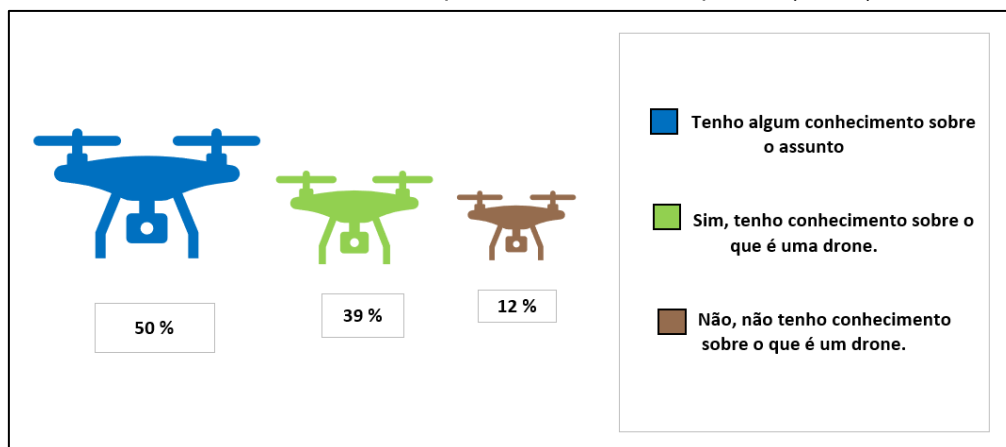 50 %
39 %
12 %
Tenho algum conhecimento sobre
o assunto
Sim, tenho conhecimento sobre o
que é uma drone.
Não, não tenho conhecimento
sobre o que é um drone.